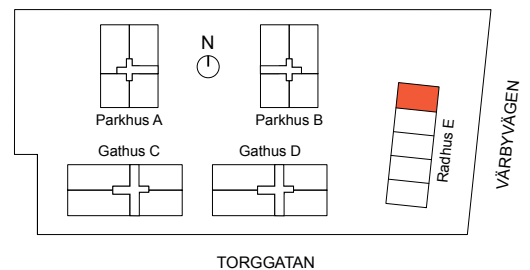 N
Parkhus A
Parkhus B
Gathus C
Gathus D
Radhus E
VÄRBYVÄGEN
TORGGATAN